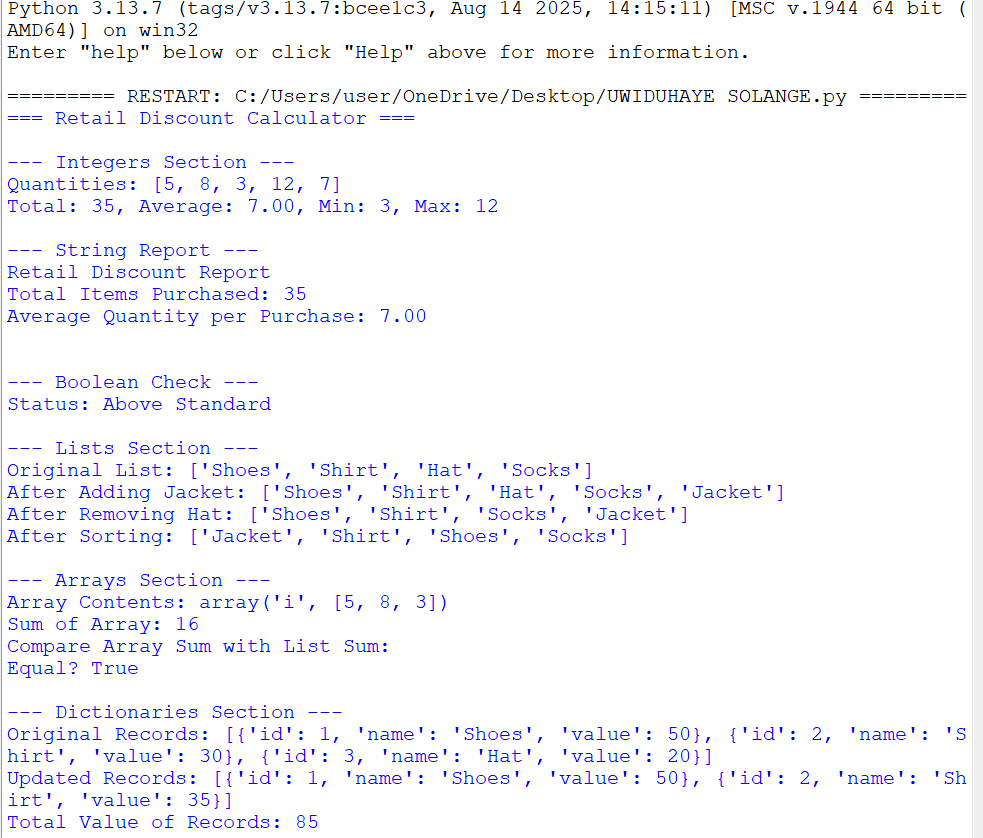 Python 3.13.7 (tags/v3.13.7:bcee1c3, Aug 14 2025, 14:15:11) [MSC v.1944 64 bit (
AMD64)] on win32
Enter "help" below or click "Help" above for more information.
========= RESTART: C:/Users/user/OneDrive/Desktop/UWIDUHAYE SOLANGE.py =========
=== Retail Discount Calculator ===
--- Integers Section ---
Quantities: [5, 8, 3, 12, 7]
Total: 35, Average: 7.00, Min: 3, Max: 12
--- String Report ---
Retail Discount Report
Total Items Purchased: 35
Average Quantity per Purchase: 7.00
--- Boolean Check ---
Status: Above Standard
--- Lists Section ---
Original List: ['Shoes', 'Shirt', 'Hat', 'Socks']
After Adding Jacket: ['Shoes', 'Shirt', 'Hat', 'Socks', 'Jacket']
After Removing Hat: ['Shoes', 'Shirt', 'Socks', 'Jacket']
After Sorting: ['Jacket', 'Shirt', 'Shoes', 'Socks']
--- Arrays Section ---
Array Contents: array('i', [5, 8, 3])
Sum of Array: 16
Compare Array Sum with List Sum:
Equal? True
--- Dictionaries Section ---
Original Records: [{'id': 1, 'name': 'Shoes', 'value': 50}, {'id': 2, 'name': 'S
hirt', 'value': 30}, {'id': 3, 'name': 'Hat', 'value': 20}]
Updated Records: [{'id': 1, 'name': 'Shoes', 'value': 50}, {'id': 2, 'name': 'Sh
irt', 'value': 35}]
Total Value of Records: 85